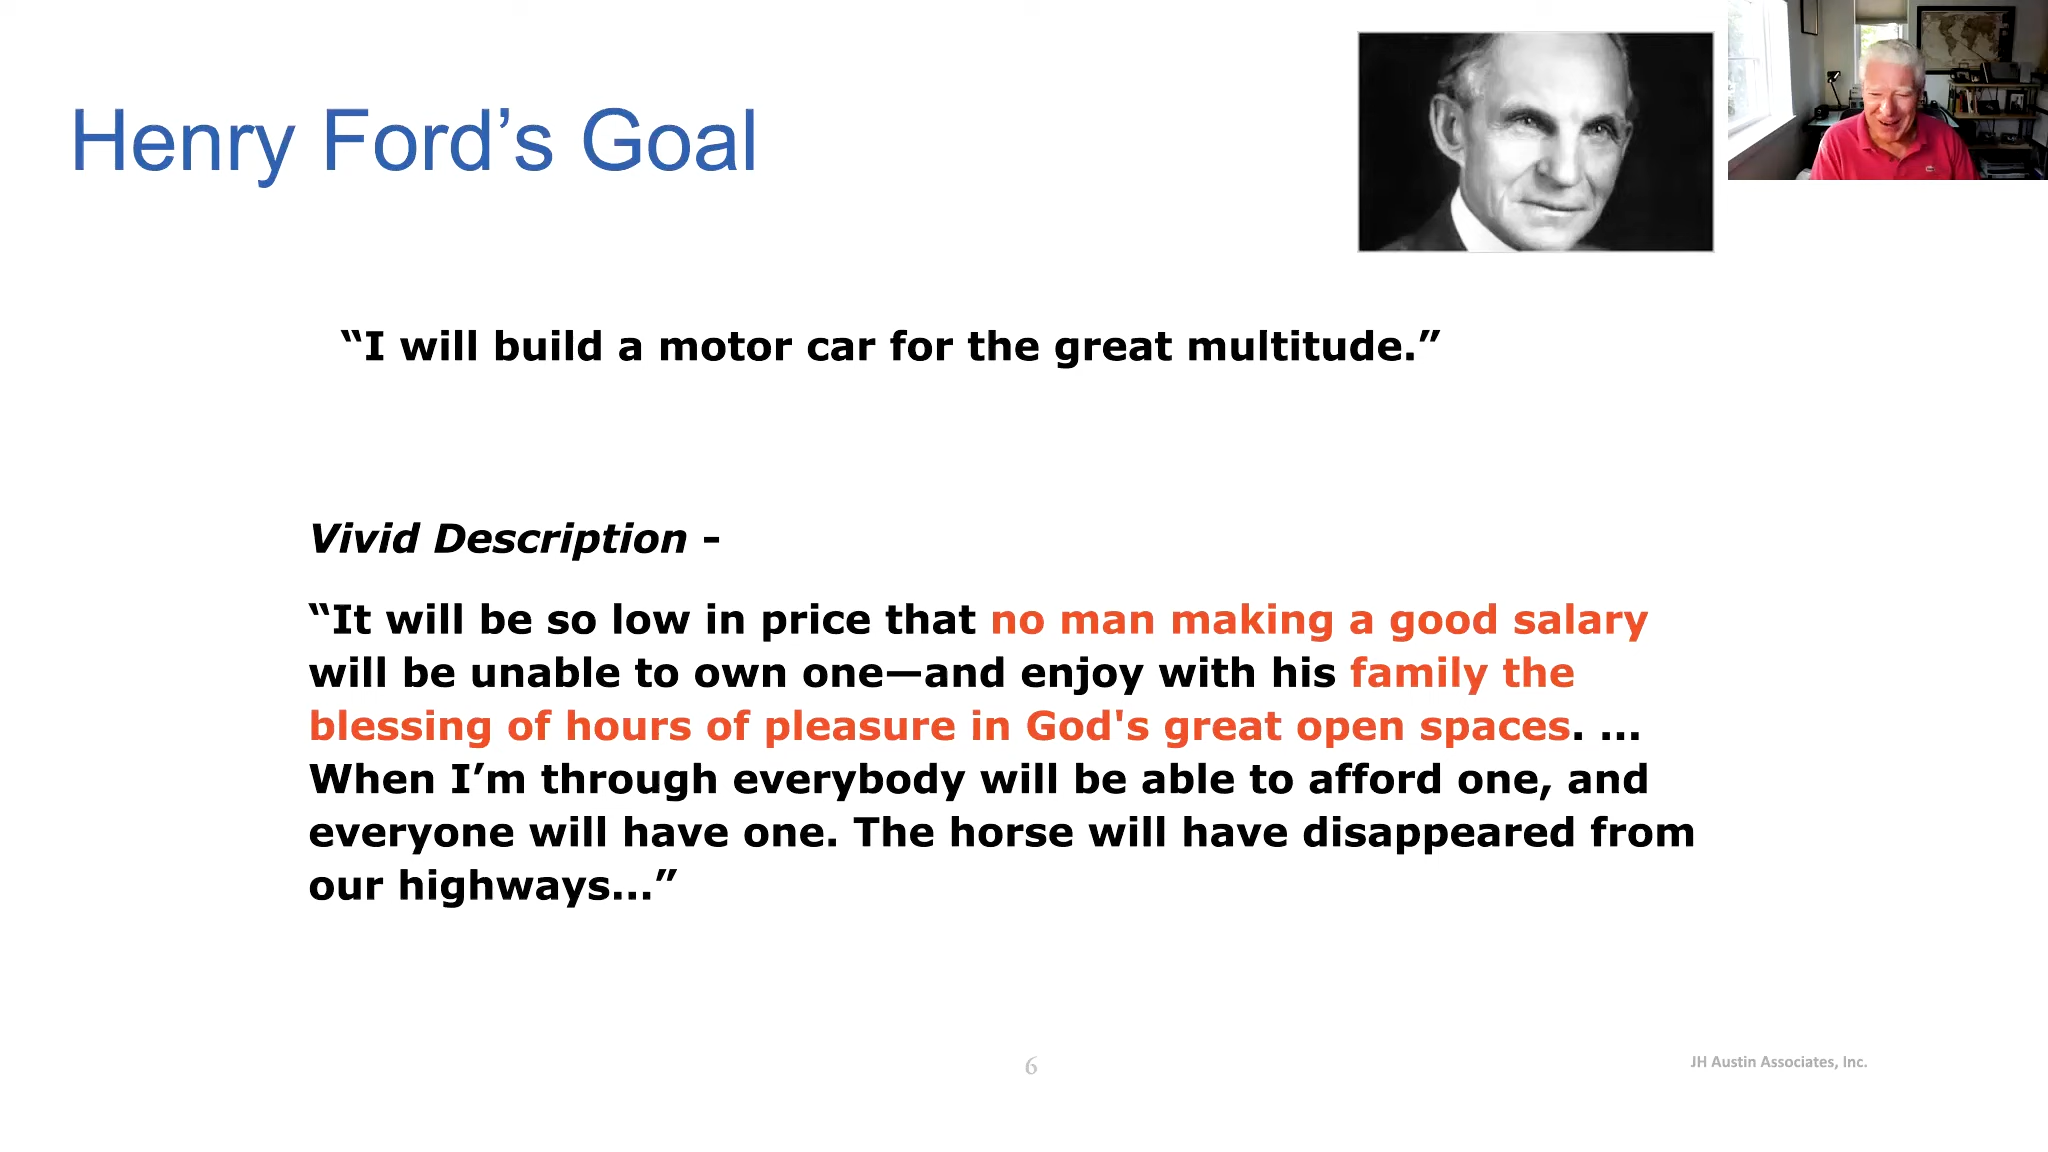 Henry Ford’s Goal
“I will build a motor car for the great multitude.”
Vivid Description -
“It will be so low in price that no man making a good salary
will be unable to own one—and enjoy with his family the
blessing of hours of pleasure in God's great open spaces. ...
When I’m through everybody will be able to afford one, and
everyone will have one. The horse will have disappeared from
our highways...”
6
JH Austin Associates, Inc.